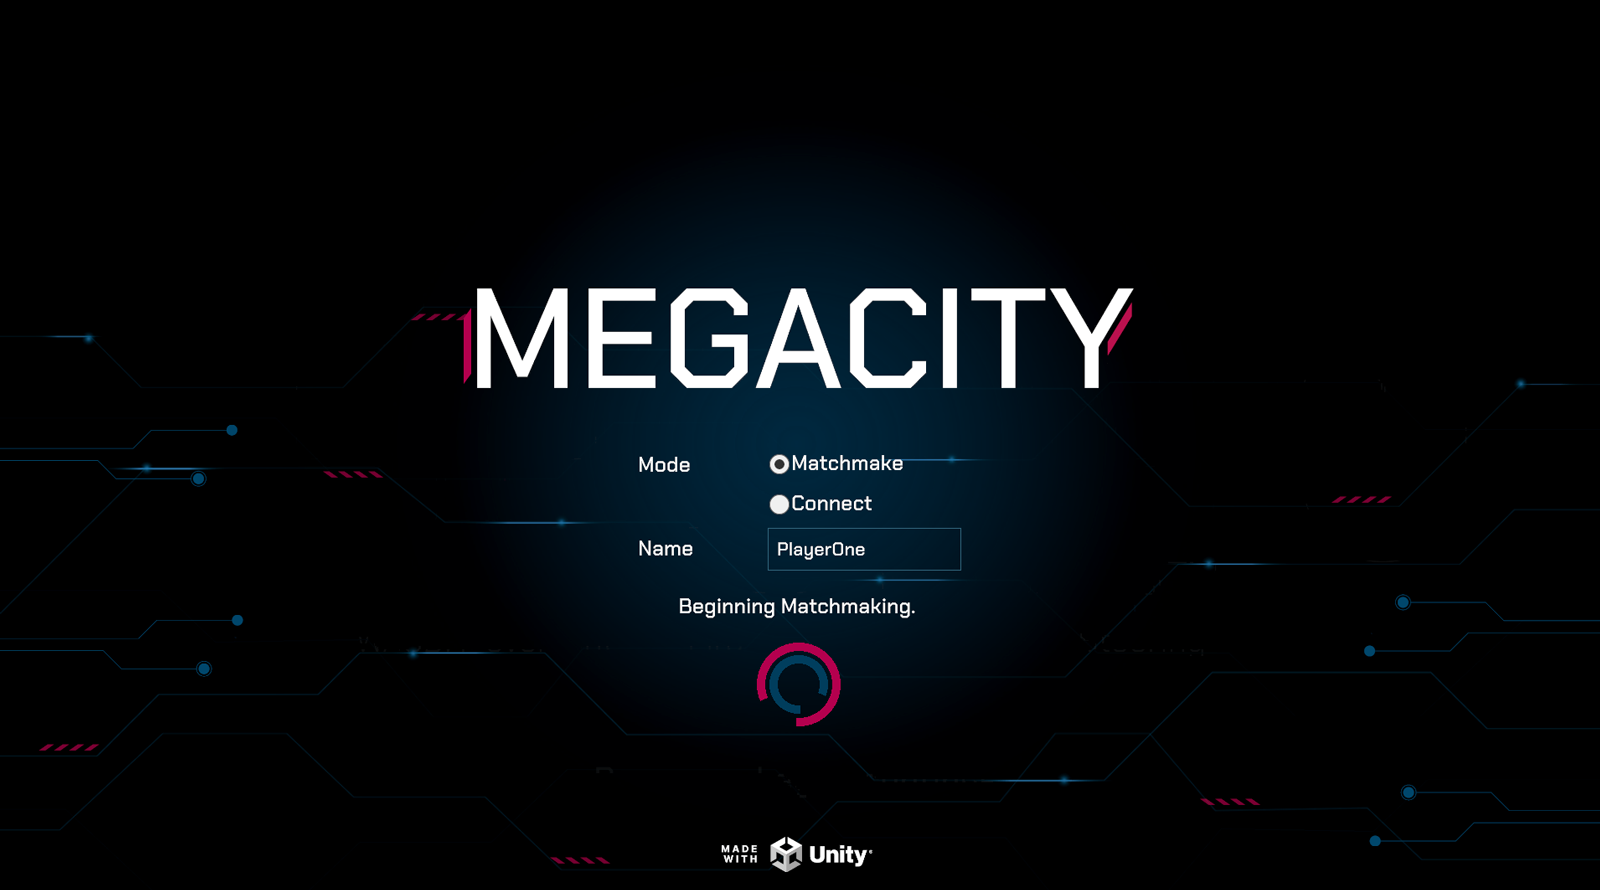 MEGACITY
Mode
Matchmake
Connect
Name
PlayerOne
Beginning Matchmaking.
MADE
WITH
Unity